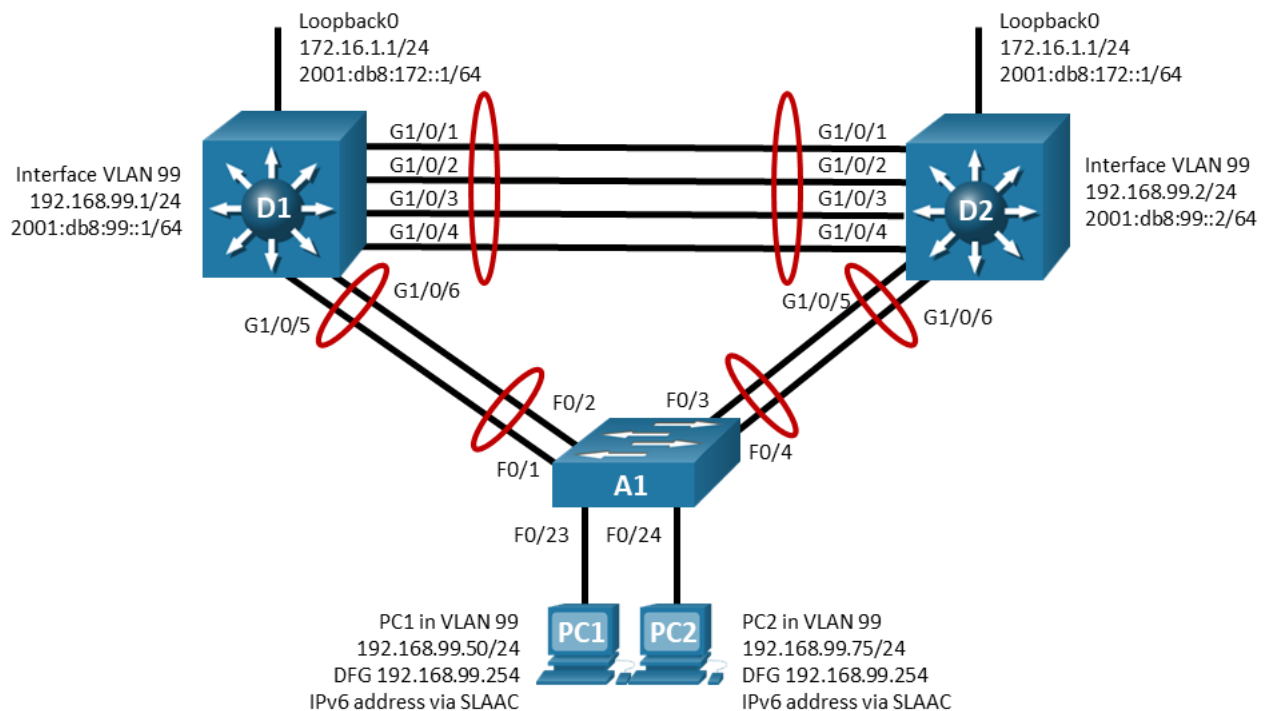 Loopback0
172.16.1.1/24
2001:db8:172::1/64
Loopback0
172.16.1.1/24
2001:db8:172::1/64
Interface VLAN 99
192.168.99.1/24
2001:db8:99::1/64
D1
G1/0/1
G1/0/2
G1/0/3
G1/0/4
G1/0/1
G1/0/2
G1/0/3
G1/0/4
D2
Interface VLAN 99
192.168.99.2/24
2001:db8:99::2/64
G1/0/5
G1/0/6
G1/0/5
G1/0/6
F0/1
F0/2
F0/3
F0/4
A1
F0/23
F0/24
PC1 in VLAN 99
192.168.99.50/24
DFG 192.168.99.254
IPv6 address via SLAAC
PC1
PC2
PC2 in VLAN 99
192.168.99.75/24
DFG 192.168.99.254
IPv6 address via SLAAC